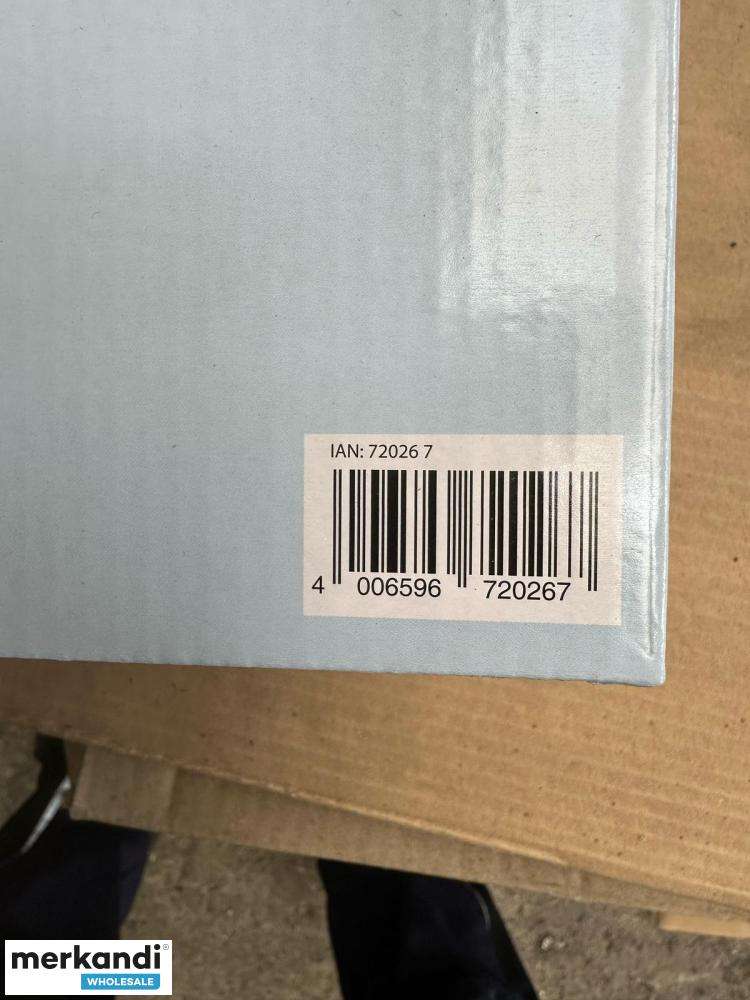 IAN: 72026 7
4 006596 720267
merkandi®
WHOLESALE